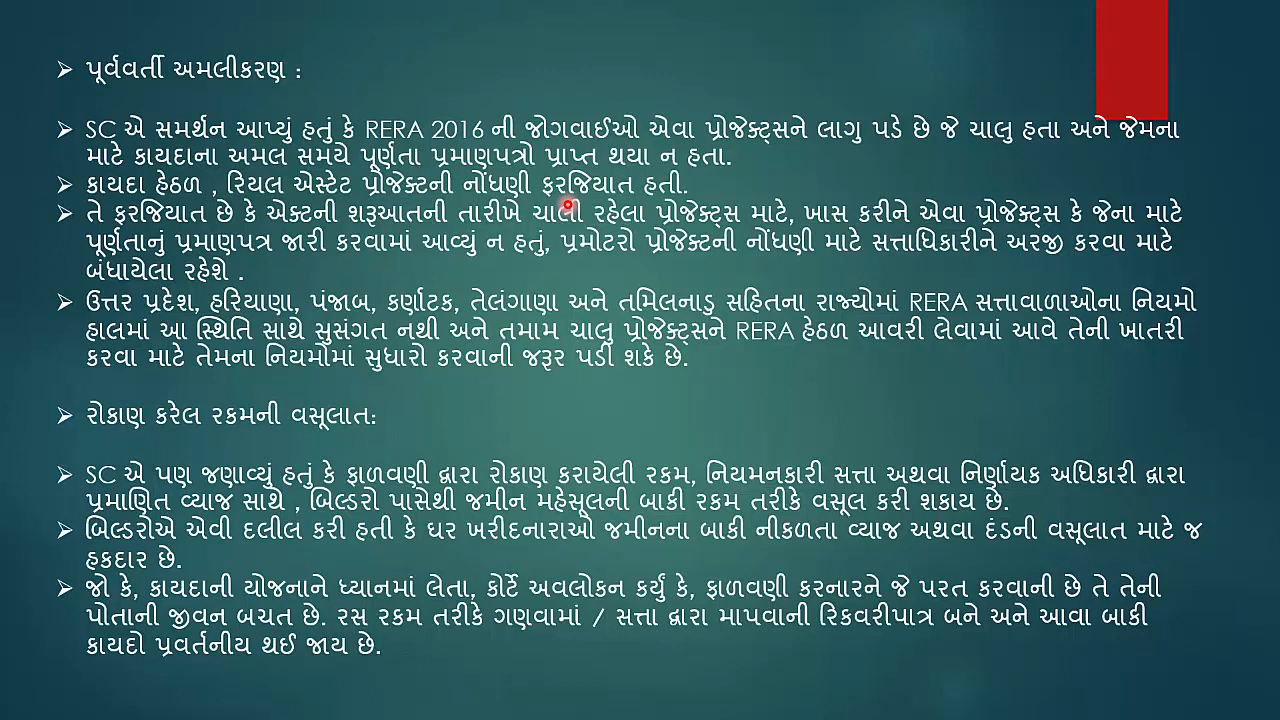 પૂર્વવર્તી અમલીકરણ :
SC એ સમર્થન આપ્યું હતું કે RERA 2016 ની જોગવાઈઓ એવા પ્રોજેક્ટ્સને લાગુ પડે છે જે ચાલુ હતા અને જેમના
માટે કાયદાના અમલ સમયે પૂર્ણતા પ્રમાણપત્રો પ્રાપ્ત થયા ન હતા.
કાયદા હેઠળ , રિયલ એસ્ટેટ પ્રોજેક્ટની નોંધણી ફરજિયાત હતી.
તે ફરજિયાત છે કે એક્ટની શરૂઆતની તારીખે ચાલી રહેલા પ્રોજેક્ટ્સ માટે, ખાસ કરીને એવા પ્રોજેક્ટ્સ કે જેના માટે
પૂર્ણતાનું પ્રમાણપત્ર જારી કરવામાં આવ્યું ન હતું, પ્રમોટરો પ્રોજેક્ટની નોંધણી માટે સત્તાધિકારીને અરજી કરવા માટે
બંધાયેલા રહેશે .
ઉત્તર પ્રદેશ, હરિયાણા, પંજાબ, કર્ણાટક, તેલંગાણા અને તમિલનાડુ સહિતના રાજ્યોમાં RERA સત્તાવાળાઓના નિયમો
હાલમાં આ સ્થિતિ સાથે સુસંગત નથી અને તમામ ચાલુ પ્રોજેક્ટ્સને RERA હેઠળ આવરી લેવામાં આવે તેની ખાતરી
કરવા માટે તેમના નિયમોમાં સુધારો કરવાની જરૂર પડી શકે છે.
રોકાણ કરેલ રકમની વસૂલાત:
SC એ પણ જણાવ્યું હતું કે ફાળવણી દ્વારા રોકાણ કરાયેલી રકમ, નિયમનકારી સત્તા અથવા નિર્ણાયક અધિકારી દ્વારા
પ્રમાણિત વ્યાજ સાથે , બિલ્ડરો પાસેથી જમીન મહેસૂલની બાકી રકમ તરીકે વસૂલ કરી શકાય છે.
બિલ્ડરોએ એવી દલીલ કરી હતી કે ઘર ખરીદનારાઓ જમીનના બાકી નીકળતા વ્યાજ અથવા દંડની વસૂલાત માટે જ
હકદાર છે.
જો કે, કાયદાની યોજનાને ધ્યાનમાં લેતા, કોર્ટે અવલોકન કર્યું કે, ફાળવણી કરનારને જે પરત કરવાની છે તે તેની
પોતાની જીવન બચત છે. રસ રકમ તરીકે ગણવામાં / સત્તા દ્વારા માપવાની રિકવરીપાત્ર બને અને આવા બાકી
કાયદો પ્રવર્તનીય થઈ જાય છે.